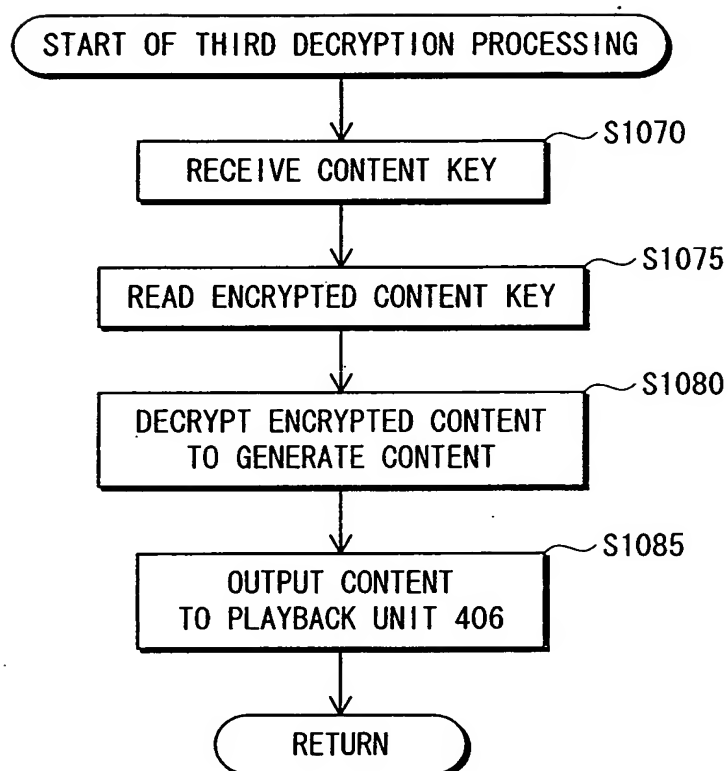 START OF THIRD DECRYPTION PROCESSING
S1070
RECEIVE CONTENT KEY
S1075
READ ENCRYPTED CONTENT KEY
S1080
DECRYPT ENCRYPTED CONTENT
TO GENERATE CONTENT
S1085
OUTPUT CONTENT
TO PLAYBACK UNIT 406
RETURN